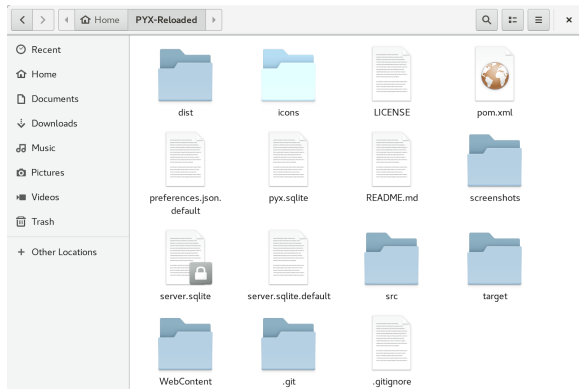 Home PYX-Reloaded
Recent
Home
Documents
Downloads
Music
Pictures
Videos
Trash
+ Other Locations
dist icons LICENSE pom.xml
preferences.json.
default
pyx.sqlite README.md screenshots
server.sqlite server.sqlite.default src target
WebContent .git .gitignore